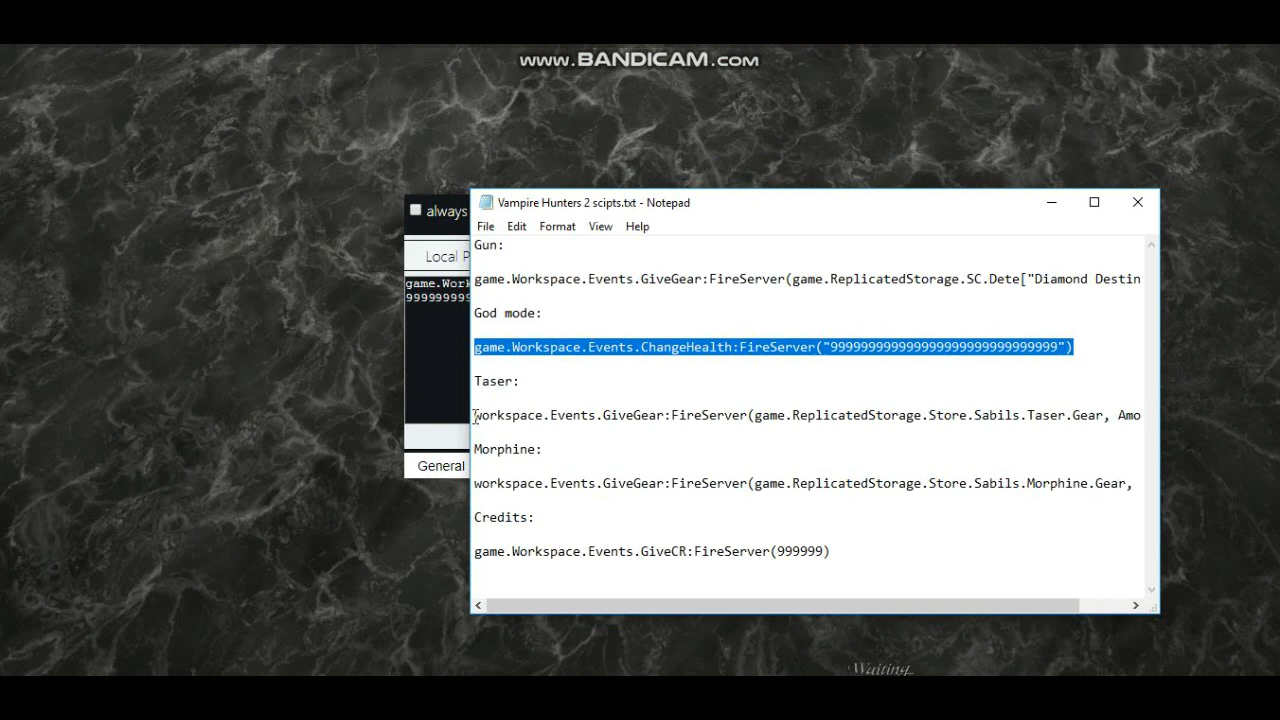 www.BANDICAM.com
Vampire Hunters 2 scipts.txt - Notepad
File Edit Format View Help
always
Local P
game.Work
999999999
General
Gun:
game.Workspace.Events.GiveGear:FireServer(game.ReplicatedStorage.SC.Dete["Diamond Destin
God mode:
game.Workspace.Events.ChangeHealth:FireServer("999999999999999999999999999999")
Taser:
workspace.Events.GiveGear:FireServer(game.ReplicatedStorage.Store.Sabils.Taser.Gear, Amo
Morphine:
workspace.Events.GiveGear:FireServer(game.ReplicatedStorage.Store.Sabils.Morphine.Gear,
Credits:
game.Workspace.Events.GiveCR:FireServer(999999)
Waiting...